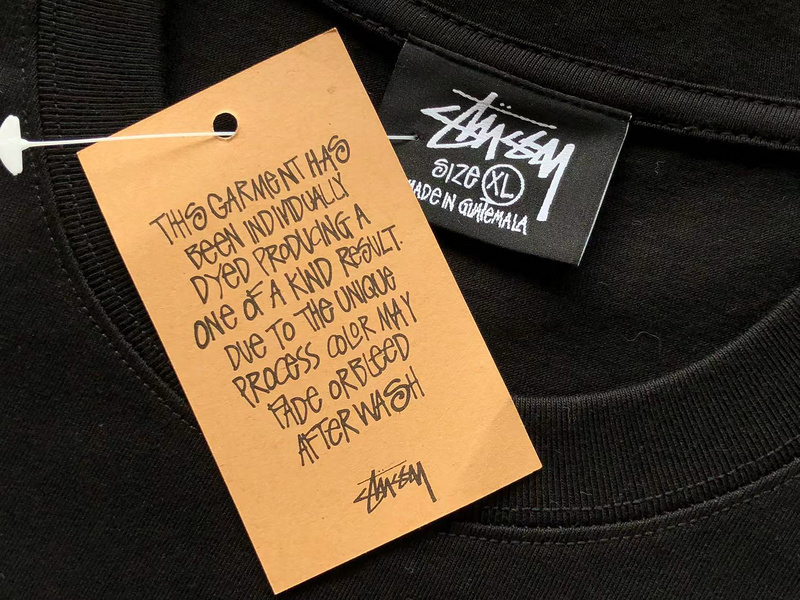 THIS GARMENT HAS
BEEN INDIVIDUALLY
DYED PRODUCING A
ONE OF A KIND RESULT.
DUE TO THE UNIQUE
PROCESS COLOR MAY
FADE OR BLEED
AFTER WASH
STÜSSY
STÜSSY
SIZE XL
MADE IN GUATEMALA